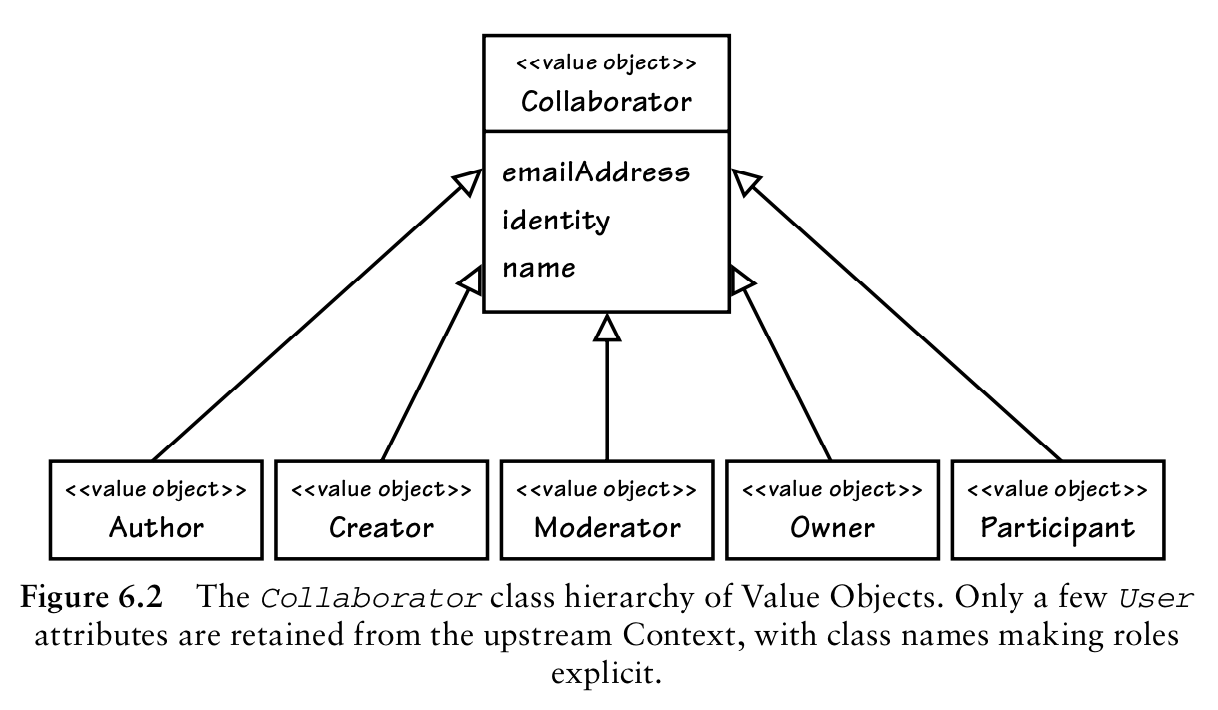 <<value object>>
Collaborator
emailAddress
identity
name
<<value object>>
Author
<<value object>>
Creator
<<value object>>
Moderator
<<value object>>
Owner
<<value object>>
Participant
Figure 6.2 The Collaborator class hierarchy of Value Objects. Only a few User
attributes are retained from the upstream Context, with class names making roles
explicit.